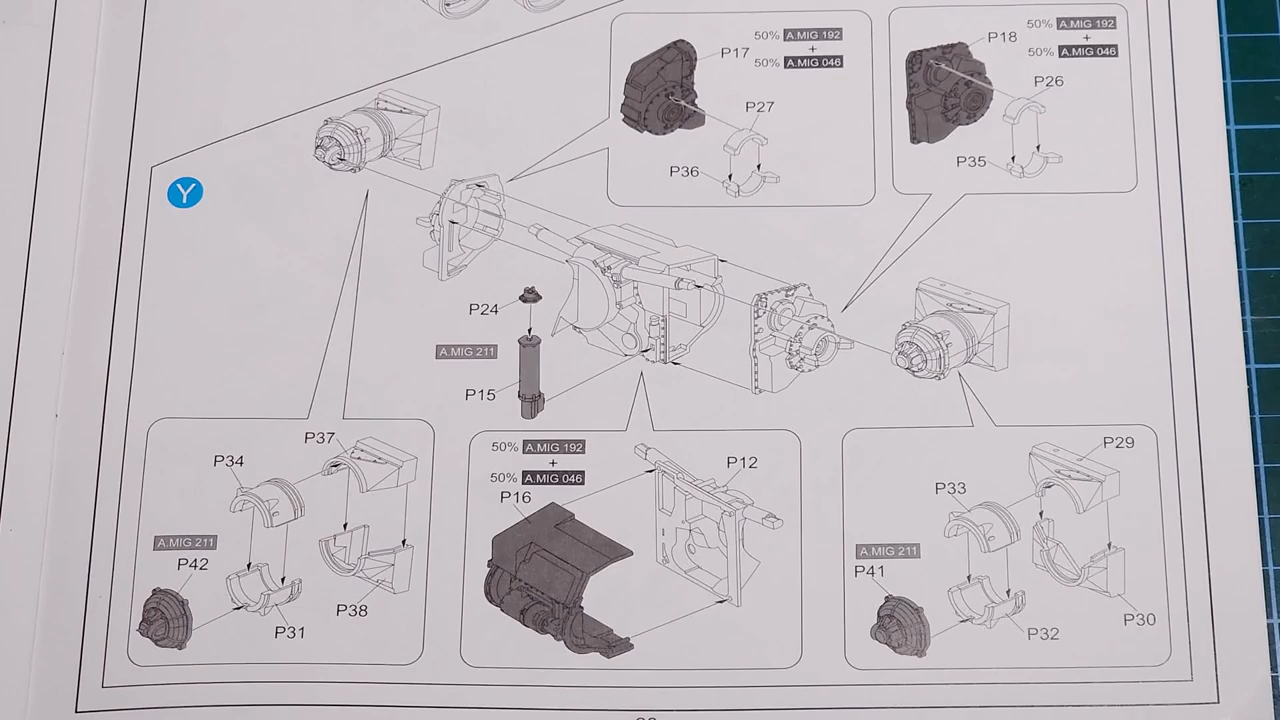 50% A.MIG 192
P17
+
50% A.MIG 046
P27
P36
50% A.MIG 192
P18
+
50% A.MIG 046
P26
P35
Y
P24
A.MIG 211
P15
P37
P34
A.MIG 211
P42
P31
P38
50% A.MIG 192
+
50% A.MIG 046
P16
P12
P29
P33
A.MIG 211
P41
P32
P30